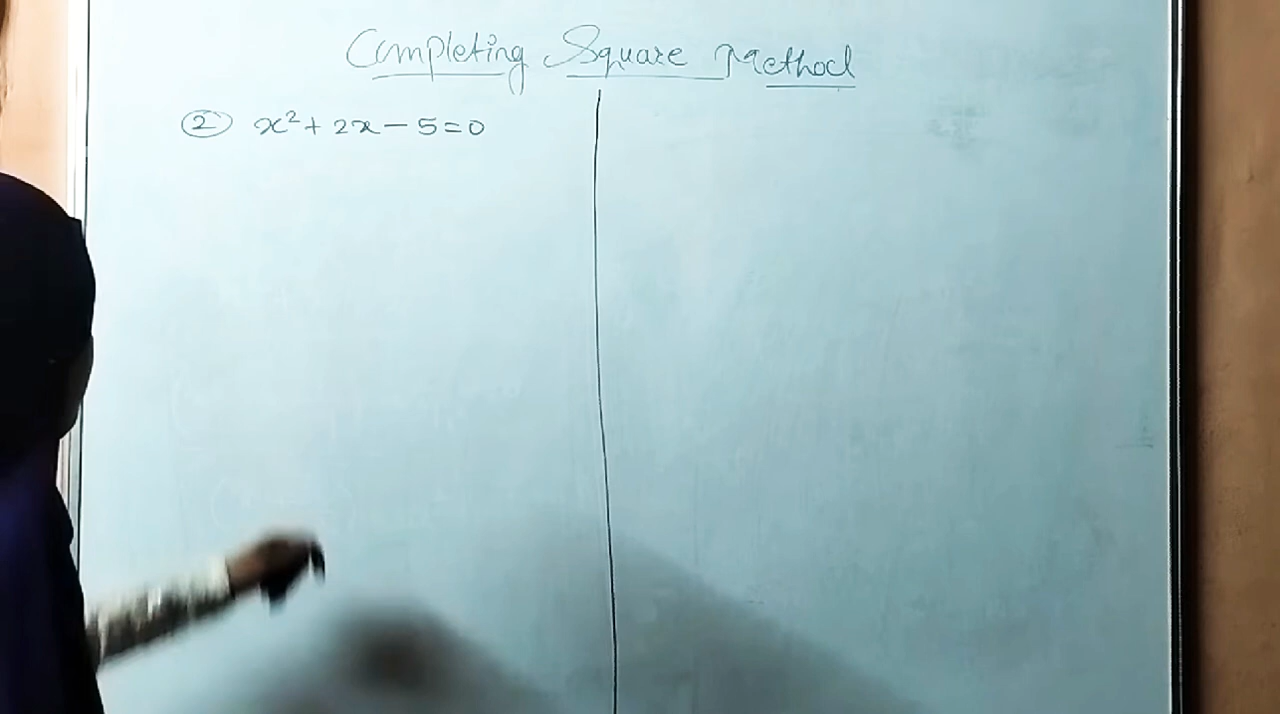 Completing Square Method
② x² + 2x - 5 = 0